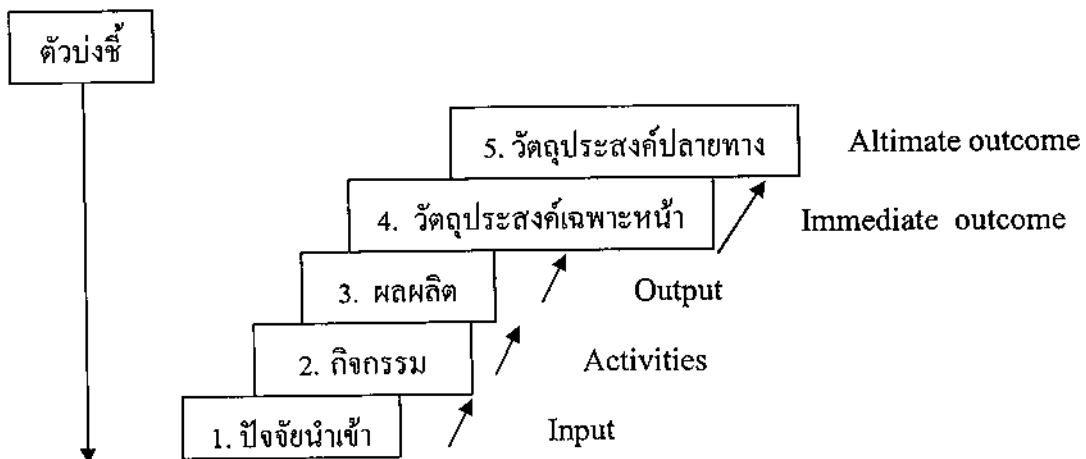 ตัวบ่งชี้
5. วัตถุประสงค์ปลายทาง Altimate outcome
4. วัตถุประสงค์เฉพาะหน้า Immediate outcome
3. ผลผลิต Output
2. กิจกรรม Activities
1. ปัจจัยนำเข้า Input